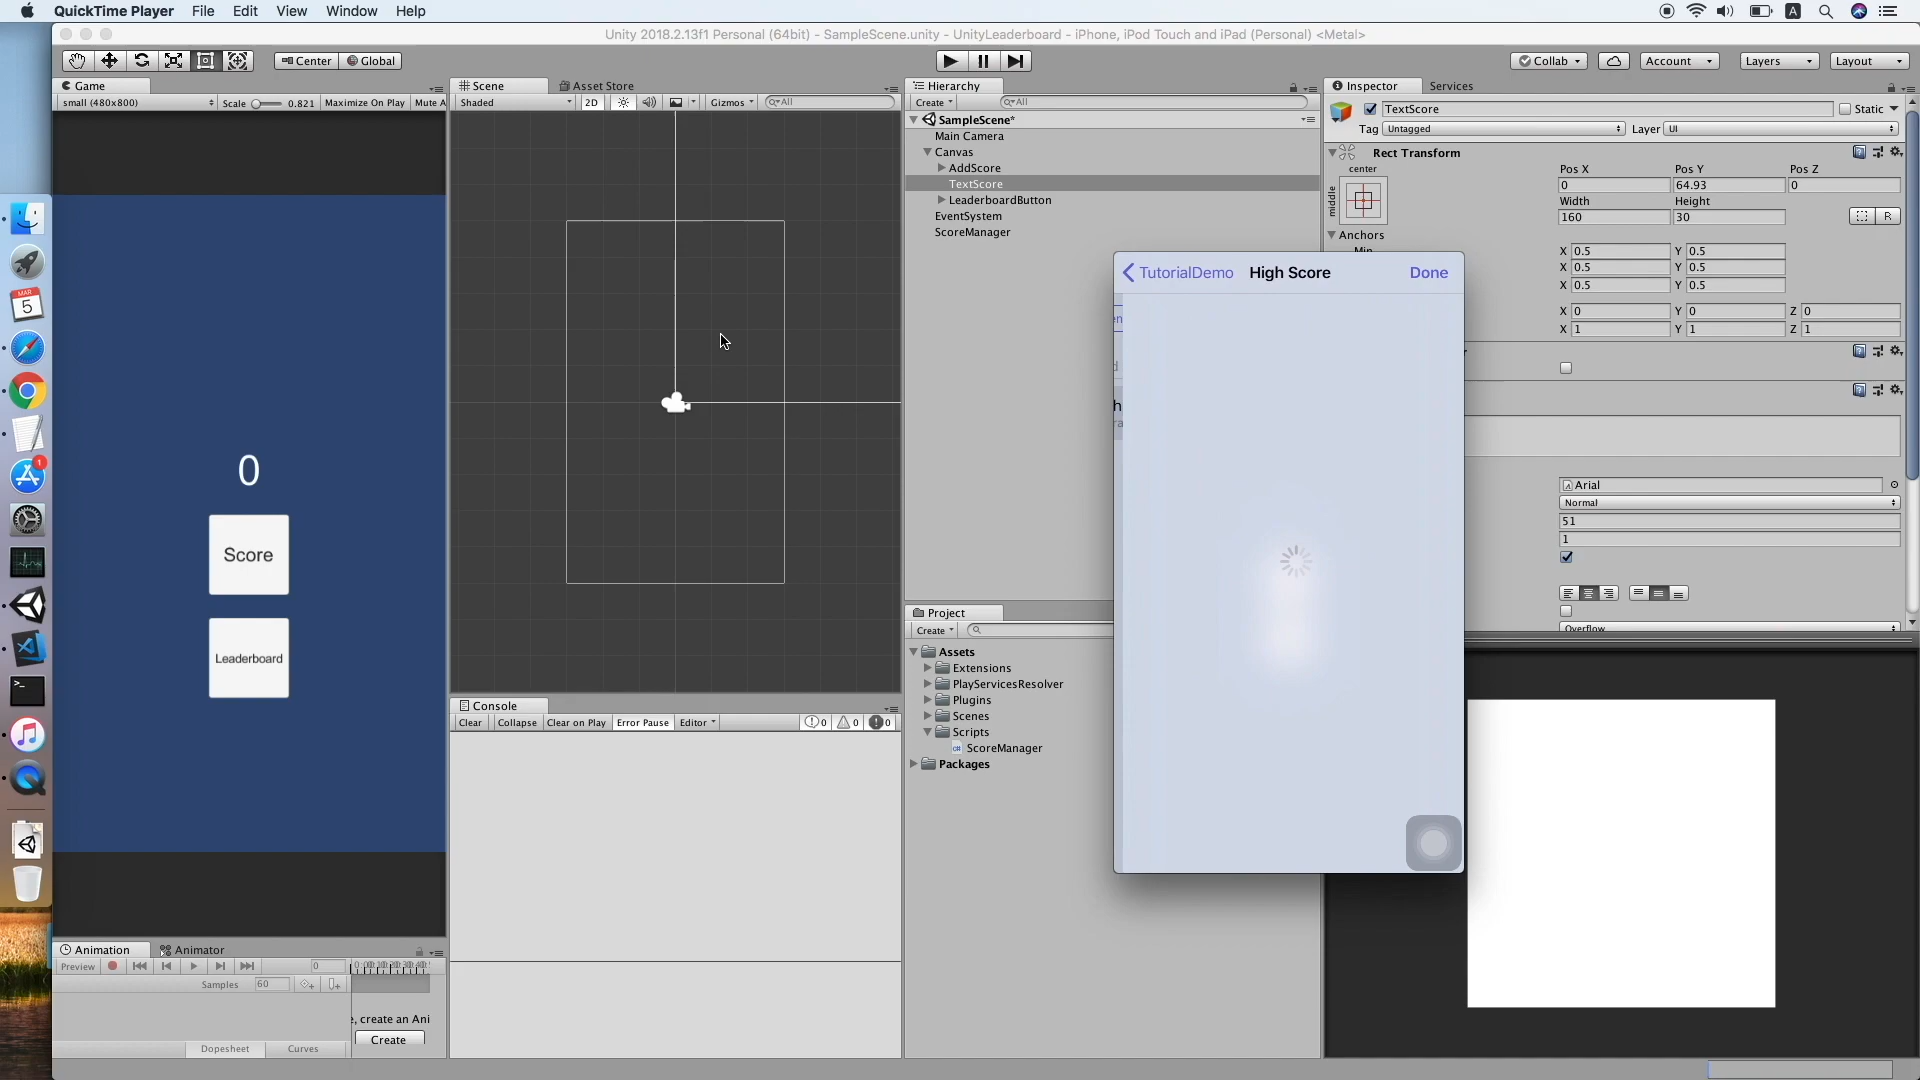 QuickTime Player File Edit View Window Help
A
Unity 2018.2.13f1 Personal (64bit) - SampleScene.unity - UnityLeaderboard - iPhone, iPod Touch and iPad (Personal) <Metal>
Center Global
Collab Account Layers Layout
Game
small (480x800) Scale 0.821 Maximize On Play Mute A
0
Score
Leaderboard
Scene Asset Store
Shaded 2D Gizmos All
Hierarchy
Create All
SampleScene*
Main Camera
Canvas
AddScore
TextScore
LeaderboardButton
EventSystem
ScoreManager
Inspector Services
TextScore Static
Tag Untagged Layer UI
Rect Transform
center
middle
Pos X Pos Y Pos Z
0 64.93 0
Width Height
160 30 R
Anchors
X 0.5 Y 0.5
X 0.5 Y 0.5
X 0.5 Y 0.5
X 0 Y 0 Z 0
X 1 Y 1 Z 1
Arial
Normal
51
1
Overflow
TutorialDemo High Score Done
Project
Create
Assets
Extensions
PlayServicesResolver
Plugins
Scenes
Scripts
ScoreManager
Packages
Console
Clear Collapse Clear on Play Error Pause Editor 0 0 0
MAR
5
1
Animation Animator
Preview 0
Samples 60
, create an Ani
Create
Dopesheet Curves